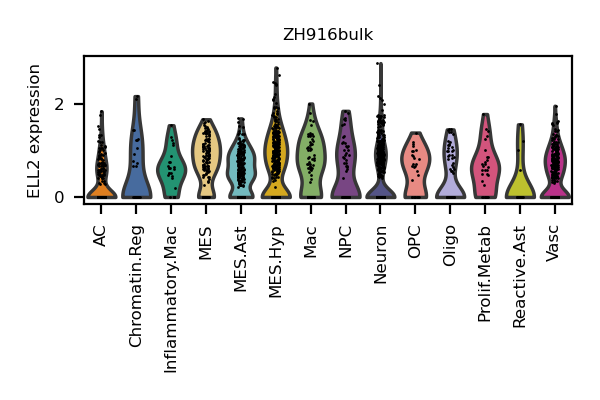 ZH916bulk
ELL2 expression
2
0
AC
Chromatin.Reg
Inflammatory.Mac
MES
MES.Ast
MES.Hyp
Mac
NPC
Neuron
OPC
Oligo
Prolif.Metab
Reactive.Ast
Vasc